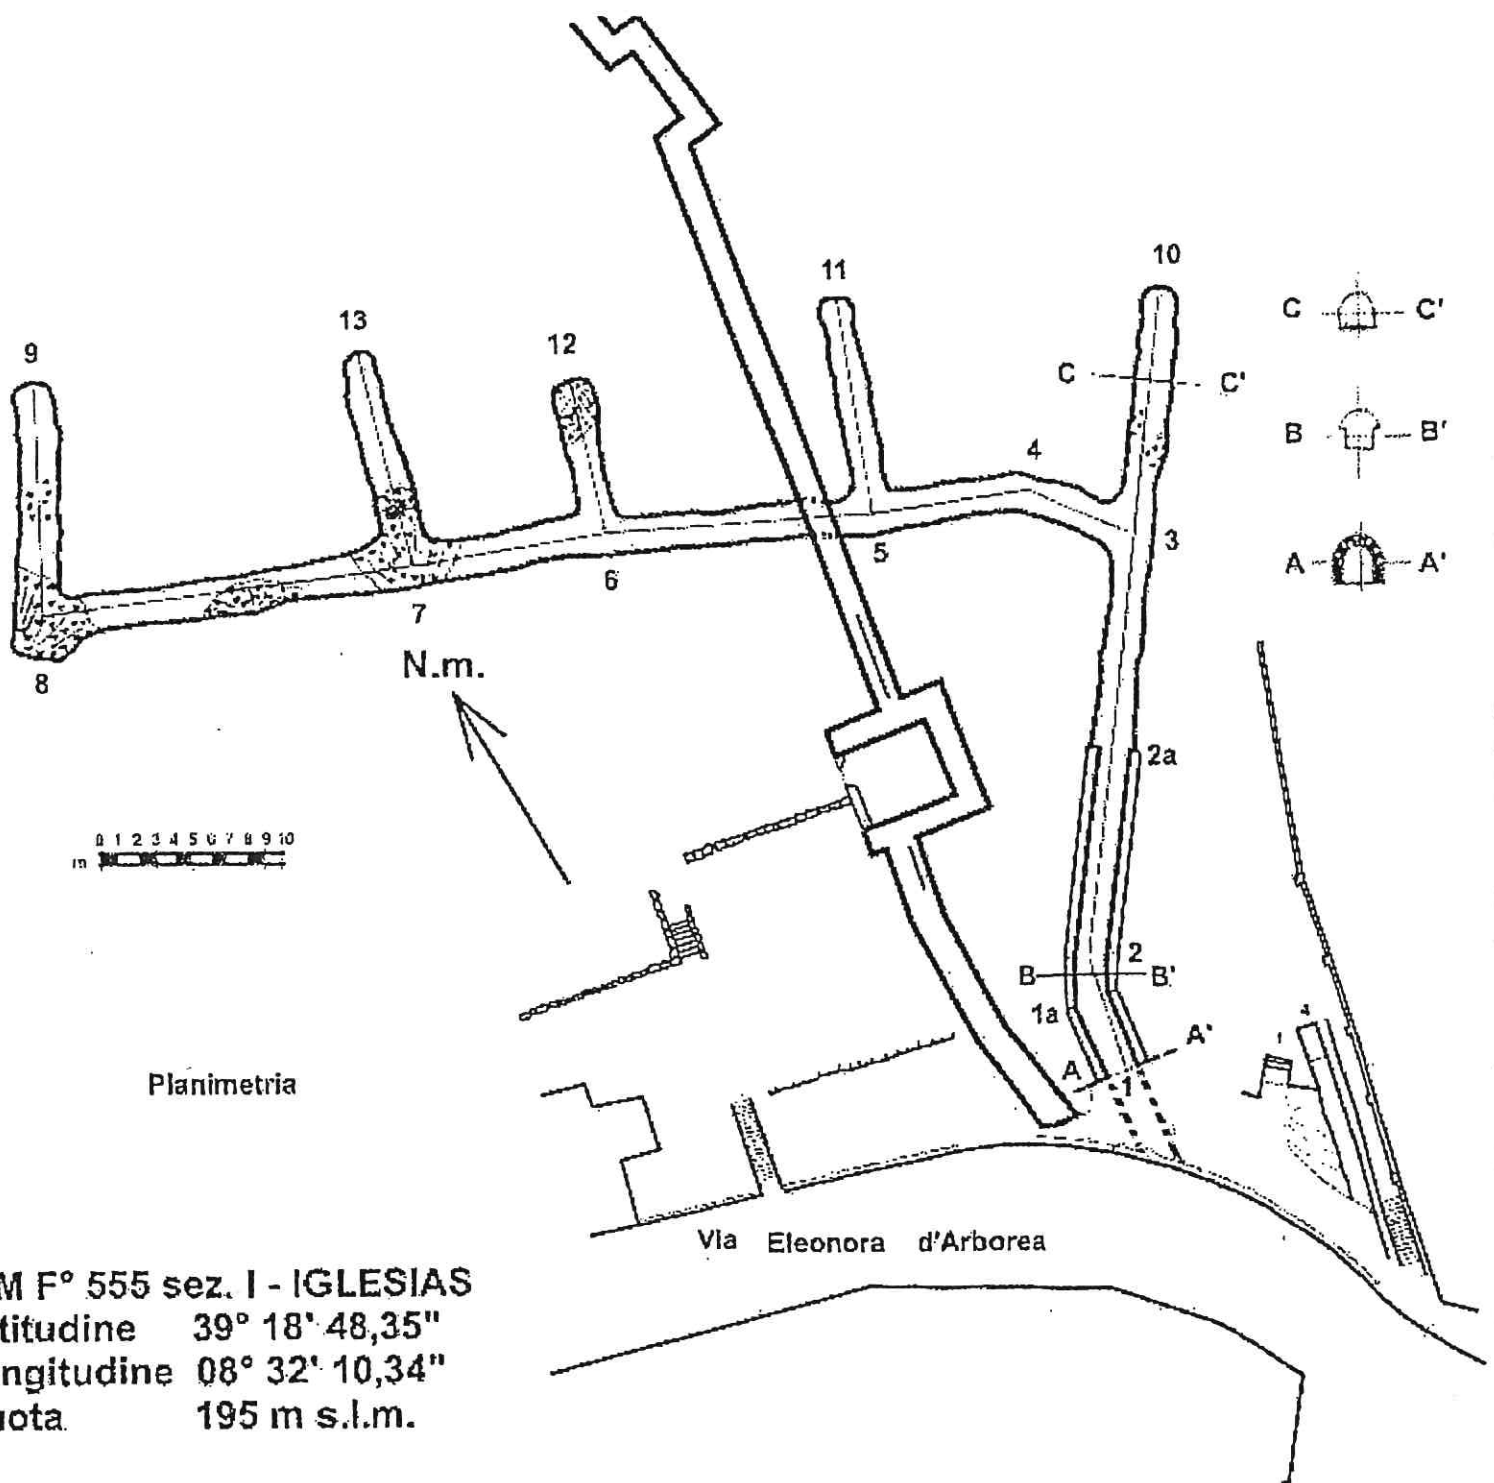 10
11
C C'
13
12
9
C C'
B B'
4
3
A A'
5
6
7
N.m.
8
2a
0 1 2 3 4 5 6 7 8 9 10
m
2
B B'
1a
A'
A
1
1
4
Planimetria
Via Eleonora d'Arborea
M F° 555 sez. I - IGLESIAS
titudine 39° 18' 48,35"
ngitudine 08° 32' 10,34"
uota 195 m s.l.m.